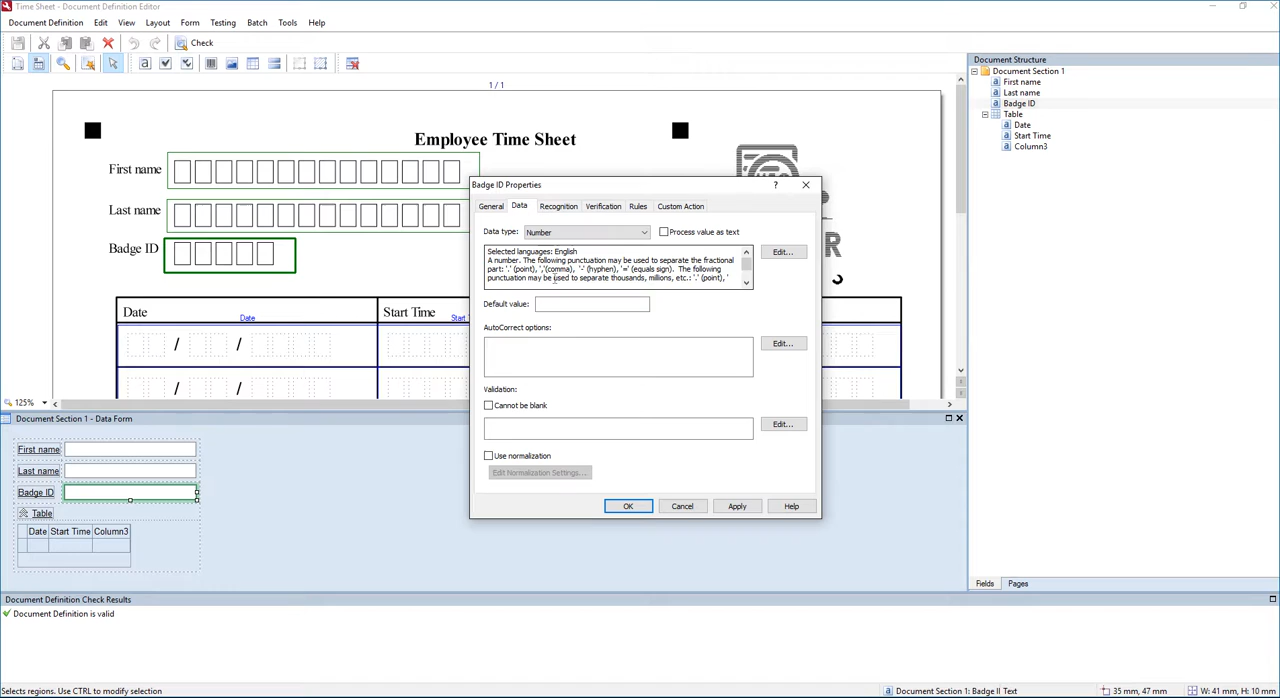 Time Sheet - Document Definition Editor
Document Definition Edit View Layout Form Testing Batch Tools Help
Check
1 / 1
Employee Time Sheet
First name
Last name
Badge ID
Date
Date
Start Time
Start
/ /
/ /
125%
Badge ID Properties
General Data Recognition Verification Rules Custom Action
Data type: Number Process value as text
Selected languages: English
A number. The following punctuation may be used to separate the fractional
part: '.' (point), ','(comma), '-' (hyphen), '=' (equals sign). The following
punctuation may be used to separate thousands, millions, etc.: '.' (point), '
Edit...
Default value:
AutoCorrect options:
Edit...
Validation:
Cannot be blank
Edit...
Use normalization
Edit Normalization Settings...
OK Cancel Apply Help
Document Structure
Document Section 1
First name
Last name
Badge ID
Table
Date
Start Time
Column3
Fields Pages
Document Section 1 - Data Form
First name
Last name
Badge ID
Table
Date Start Time Column3
Document Definition Check Results
Document Definition is valid
Selects regions. Use CTRL to modify selection
Document Section 1: Badge II Text
35 mm, 47 mm
W: 41 mm, H: 10 mm